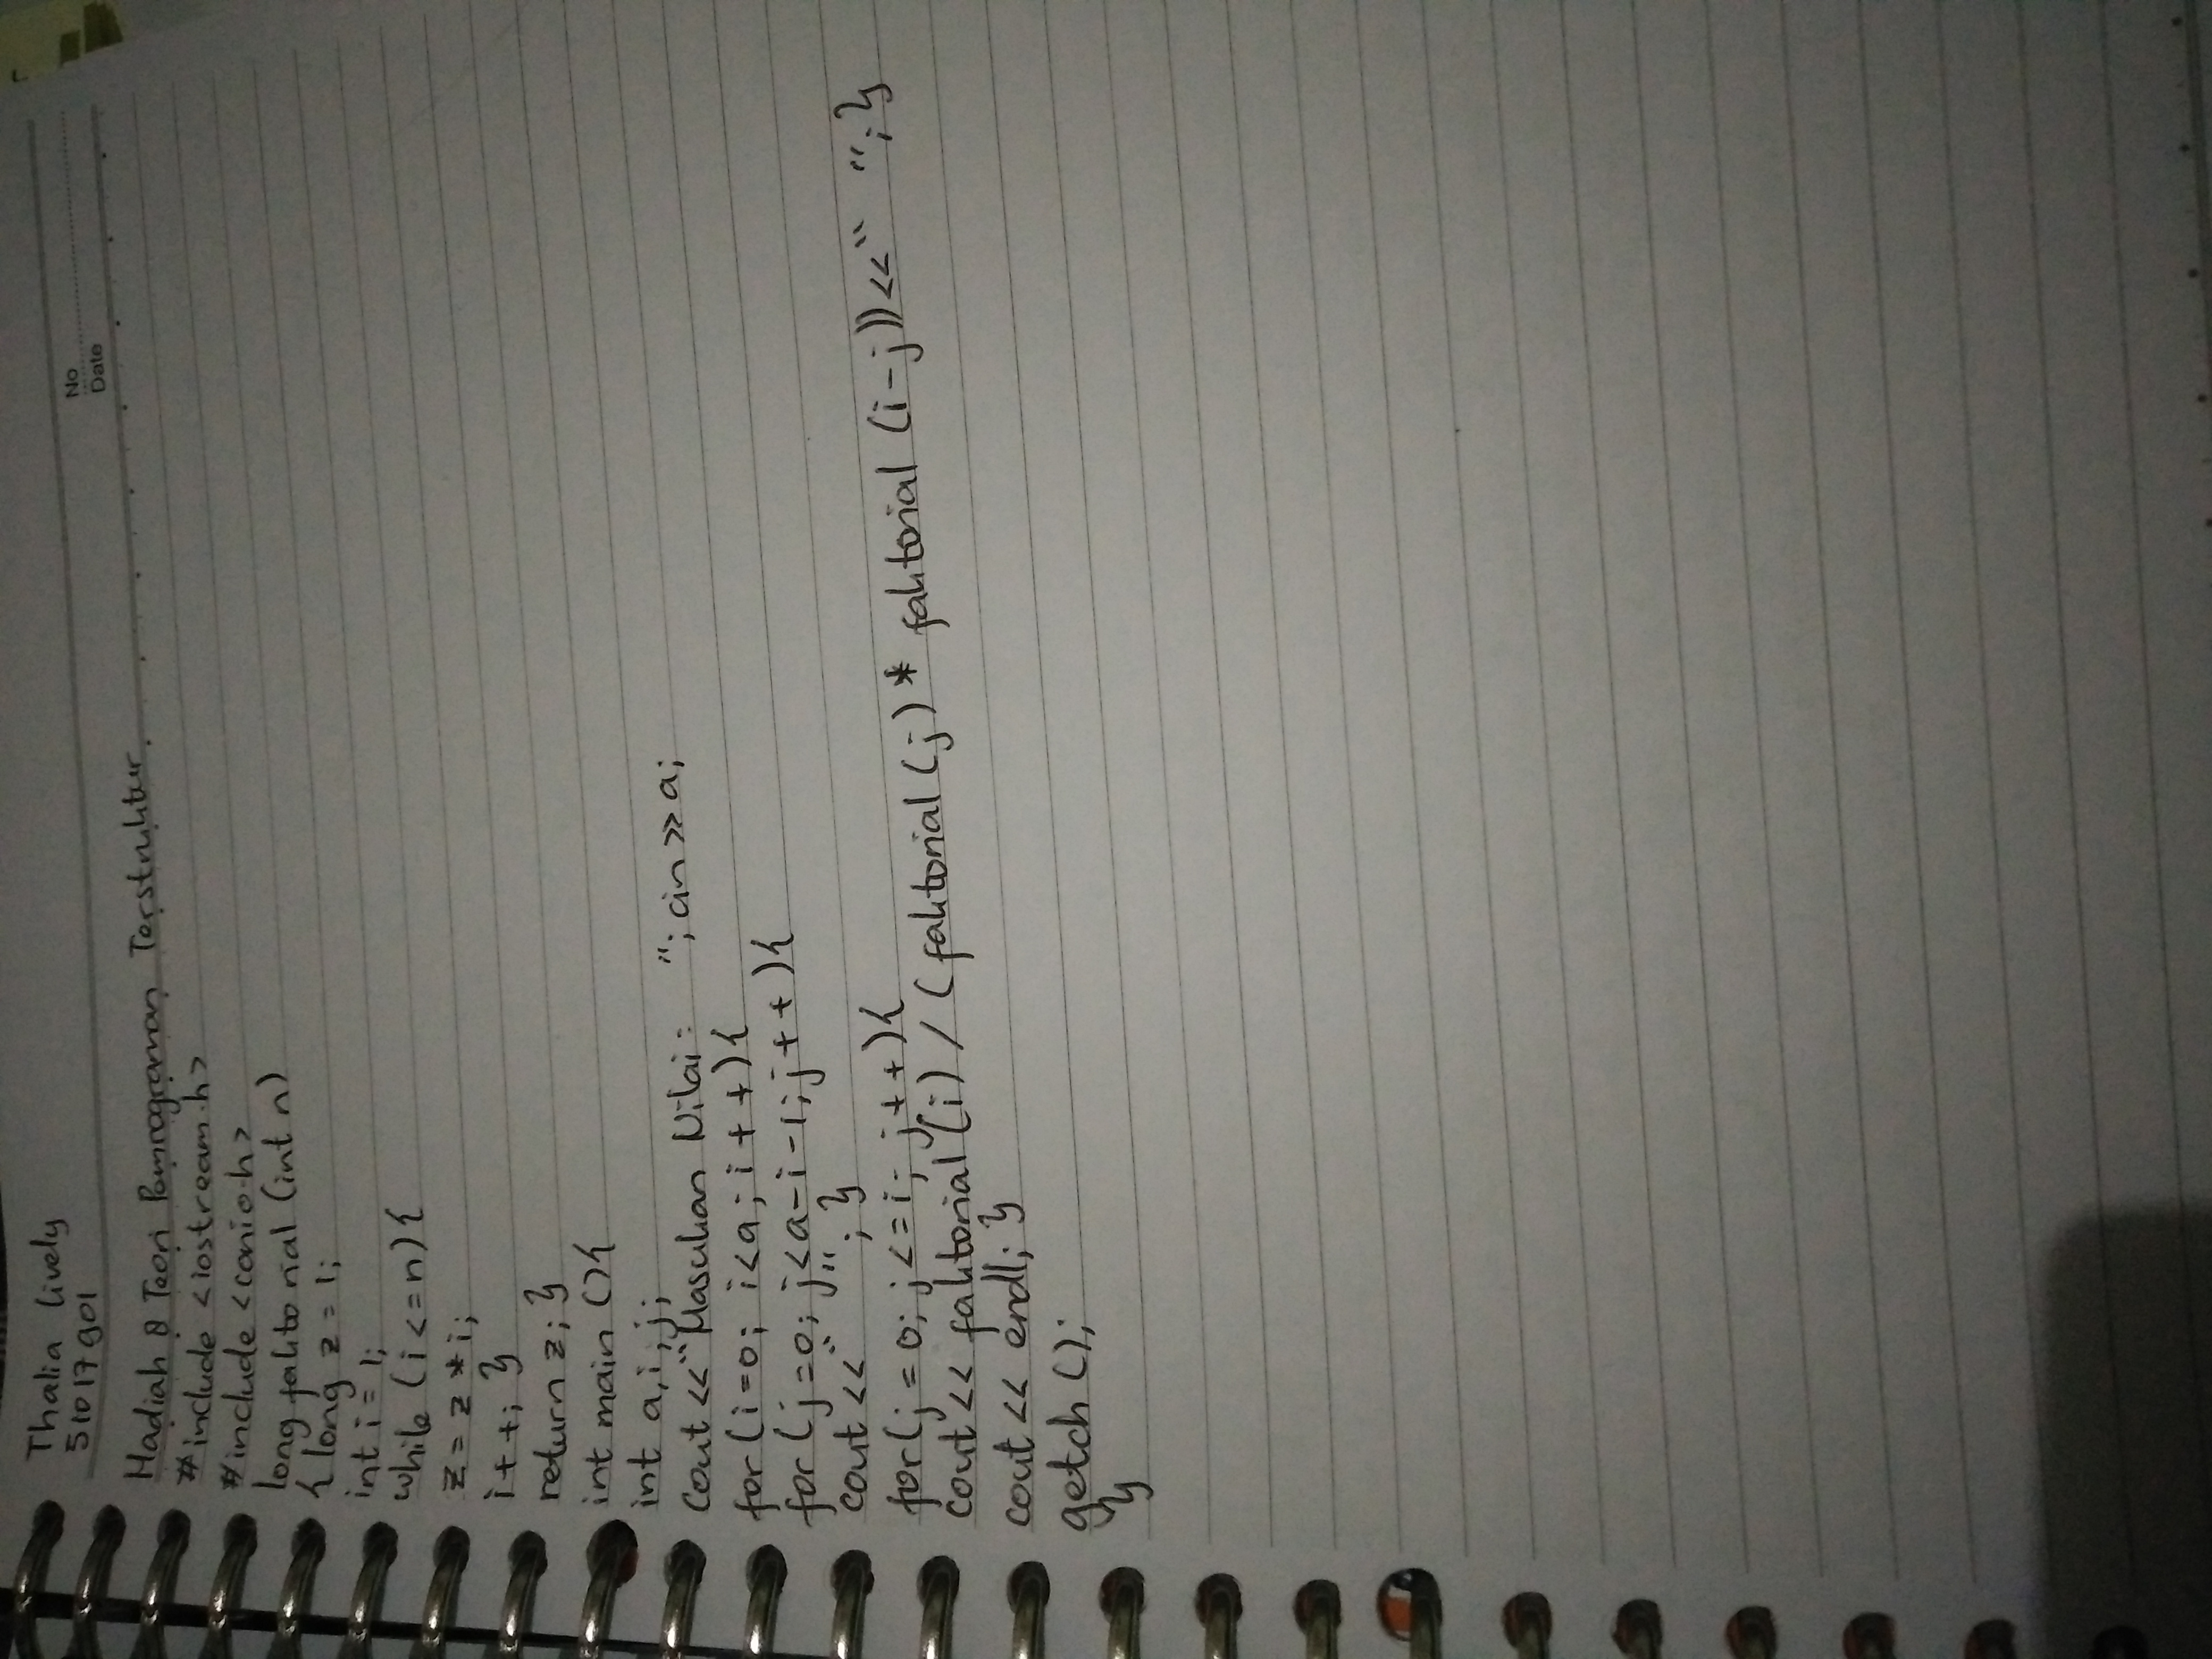 Thalia lively
51017901
No
Date
Hadiah 8 Teori Pemrograman Terstruktur.
#include <iostream.h>
#include <conio.h>
long faktorial (int n)
{ long z = 1;
int i = 1;
while (i <= n) {
z = z * i;
i + +; }
return z; }
int main () {
int a, i, j;
cout << "Masukan Nilai : "; cin >> a;
for (i = 0; i < a; i + +) {
for (j = 0; j < a - i - 1; j + +) {
cout << " "; }
for (j = 0; j <= i; j + +) {
cout << faktorial (i) / (faktorial (j) * faktorial (i - j)) << " "; }
cout << endl; }
getch ();
}